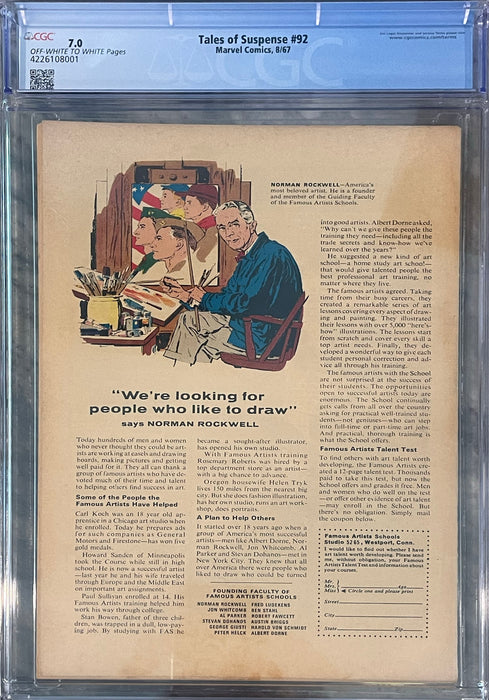 CGC 7.0
OFF-WHITE TO WHITE Pages
4226108001
Tales of Suspense #92
Marvel Comics, 8/67
www.cgccomics.com/terms
CGC
NORMAN ROCKWELL—America's
most beloved artist. He is a founder
and member of the Guiding Faculty
of the Famous Artists Schools.
"We're looking for
people who like to draw"
says NORMAN ROCKWELL
Today hundreds of men and women
who never thought they could be art-
ists are working at easels and drawing
boards, making pictures and getting
well paid for it. They all can thank a
group of famous artists who have de-
voted much of their time and talent
to helping others find success in art.
Some of the People the
Famous Artists Have Helped
Carl Koch was an 18 year old ap-
prentice in a Chicago art studio when
he enrolled. Today he prepares ads
for such companies as General
Motors and Firestone—has won five
gold medals.
Howard Sanden of Minneapolis
took the Course while still in high
school. He is now a successful artist
—last year he and his wife traveled
through Europe and the Middle East
on important art assignments.
Paul Sullivan enrolled at 14. His
Famous Artists training helped him
work his way through college.
Stan Bowen, father of three chil-
dren, was trapped in a dull, low-pay-
ing job. By studying with FAS he
became a sought-after illustrator,
has opened his own studio.
With Famous Artists training
Rosemary Roberts was hired by a
top department store as an artist—
with a big chance to advance.
Oregon housewife Helen Tryk
lives 150 miles from the nearest big
city. But she does fashion illustration,
has her own studio, runs an art work-
shop, does portraits.
A Plan to Help Others
It started over 18 years ago when a
group of America's most successful
artists—men like Albert Dorne, Nor-
man Rockwell, Jon Whitcomb, Al
Parker and Stevan Dohanos—met in
New York City. They knew that all
over America there were people who
liked to draw who could be turned
FOUNDING FACULTY OF
FAMOUS ARTISTS SCHOOLS
NORMAN ROCKWELL FRED LUDEKENS
JON WHITCOMB BEN STAHL
AL PARKER ROBERT FAWCETT
STEVAN DOHANOS AUSTIN BRIGGS
GEORGE GIUSTI HAROLD VON SCHMIDT
PETER HELCK ALBERT DORNE
into good artists. Albert Dorne asked,
"Why can't we give these people the
training they need—including all the
trade secrets and know-how we've
learned over the years?"
He suggested a new kind of art
school—a home study art school—
that would give talented people the
best professional art training, no
matter where they live.
The famous artists agreed. Taking
time from their busy careers, they
created a remarkable series of art
lessons covering every aspect of draw-
ing and painting. They illustrated
their lessons with over 5,000 "here's-
how" illustrations. The lessons start
from scratch and cover every skill a
top artist needs. Finally, they de-
veloped a wonderful way to give each
student personal correction and ad-
vice all through his training.
The famous artists with the School
are not surprised at the success of
their students. The opportunities
open to successful artists today are
enormous. The School continually
gets calls from all over the country
asking for practical well-trained stu-
dents—not geniuses—who can step
into full-time or part-time art jobs.
And practical, thorough training is
what the School offers.
Famous Artists Talent Test
To find others with art talent worth
developing, the Famous Artists cre-
ated a 12-page talent test. Thousands
paid to take this test, but now the
School offers and grades it free. Men
and women who do well on the test
—or offer other evidence of art talent
—may enroll in the School. But
there's no obligation. Simply mail
the coupon below.
Famous Artists Schools
Studio 5265, Westport, Conn.
I would like to find out whether I have
art talent worth developing. Please send
me, without obligation, your Famous
Artists Talent Test and information about
your courses.
Mr.
Mrs. Age
Miss Circle one and please print
Street
City
State Zip